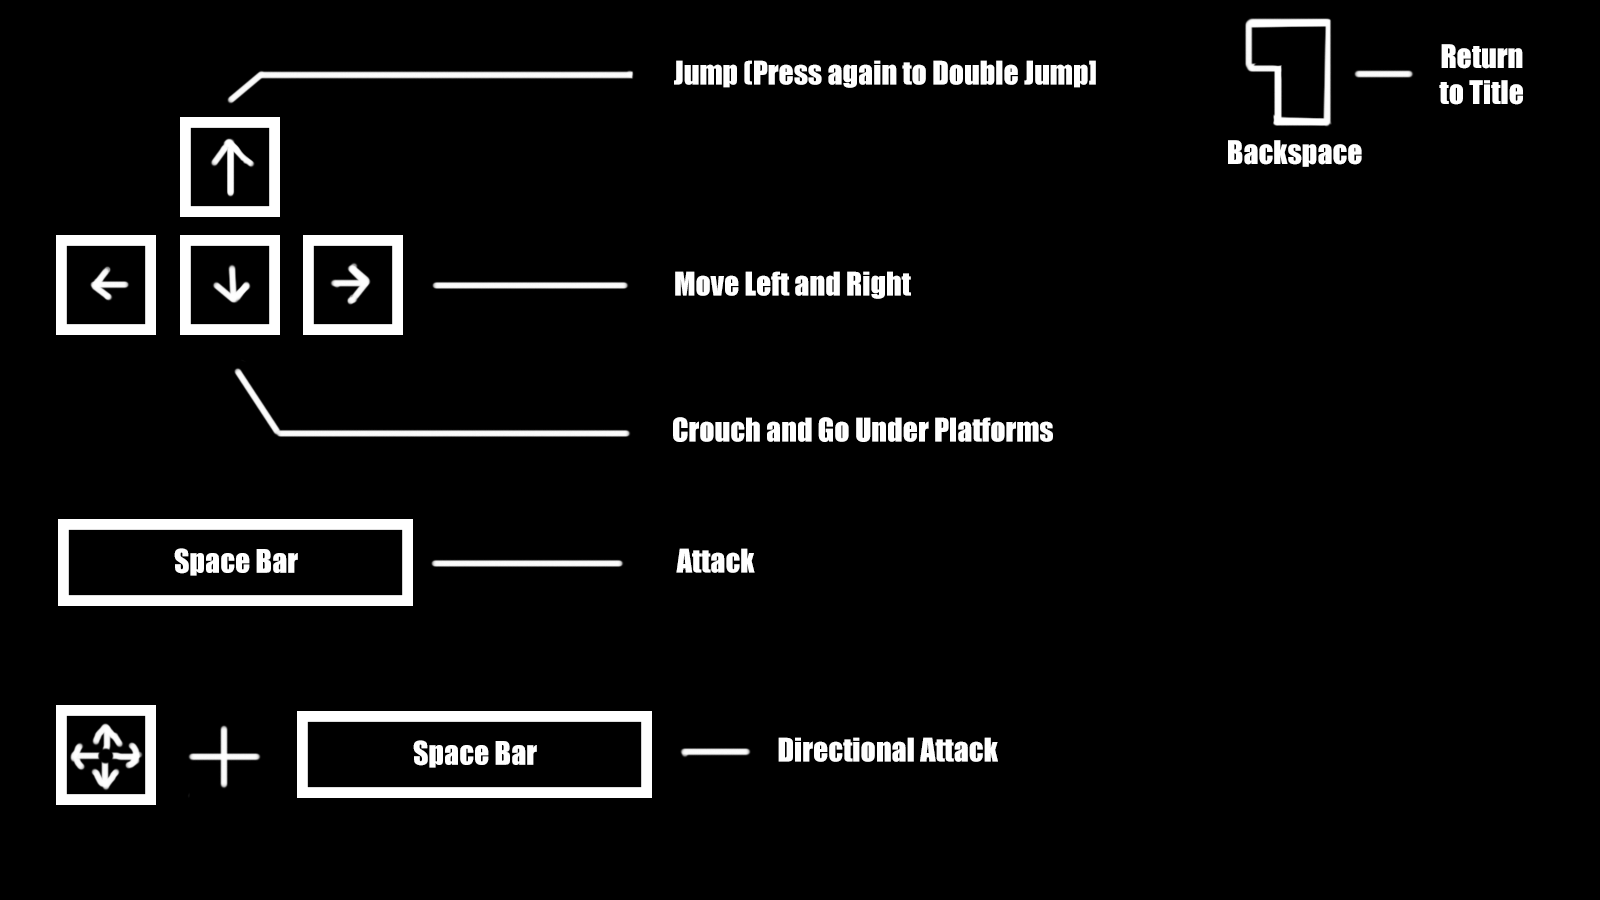 Jump (Press again to Double Jump]
Return
to Title
Backspace
Move Left and Right
Crouch and Go Under Platforms
Space Bar
Attack
Space Bar
Directional Attack